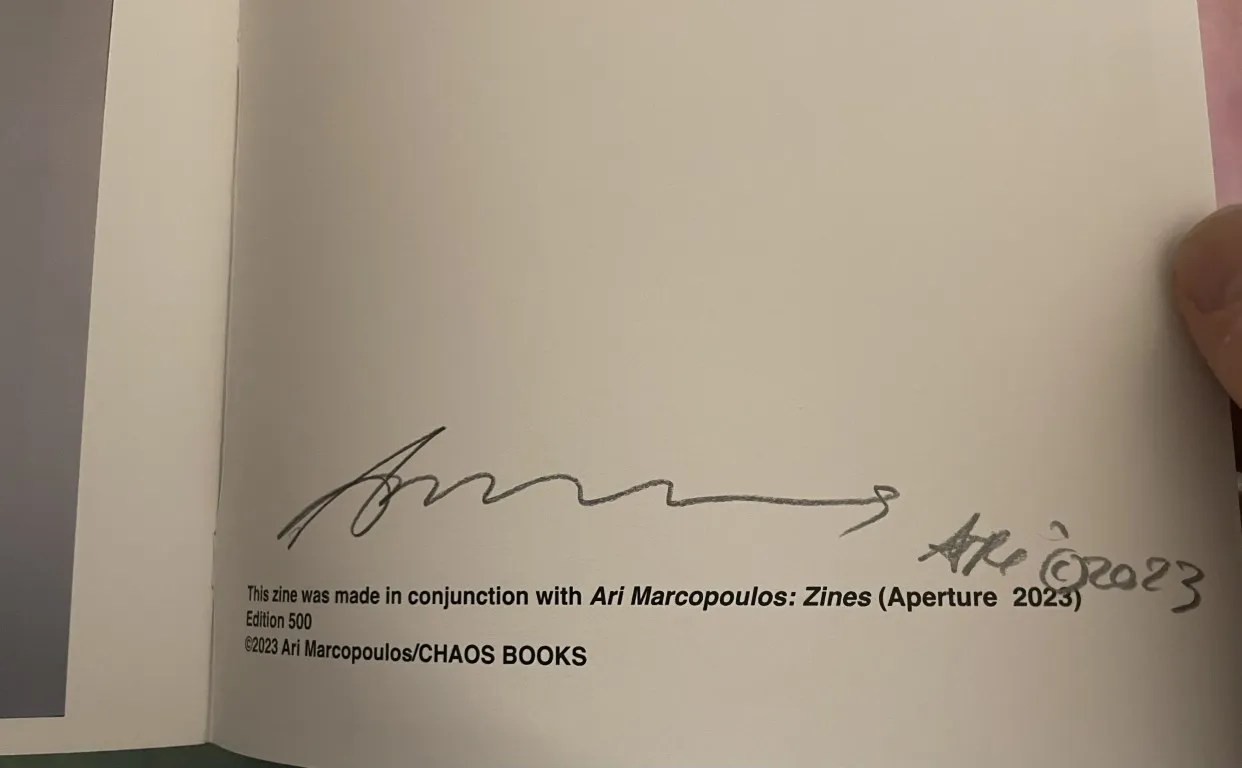 Ari ©2023
This zine was made in conjunction with Ari Marcopoulos: Zines (Aperture 2023)
Edition 500
©2023 Ari Marcopoulos/CHAOS BOOKS